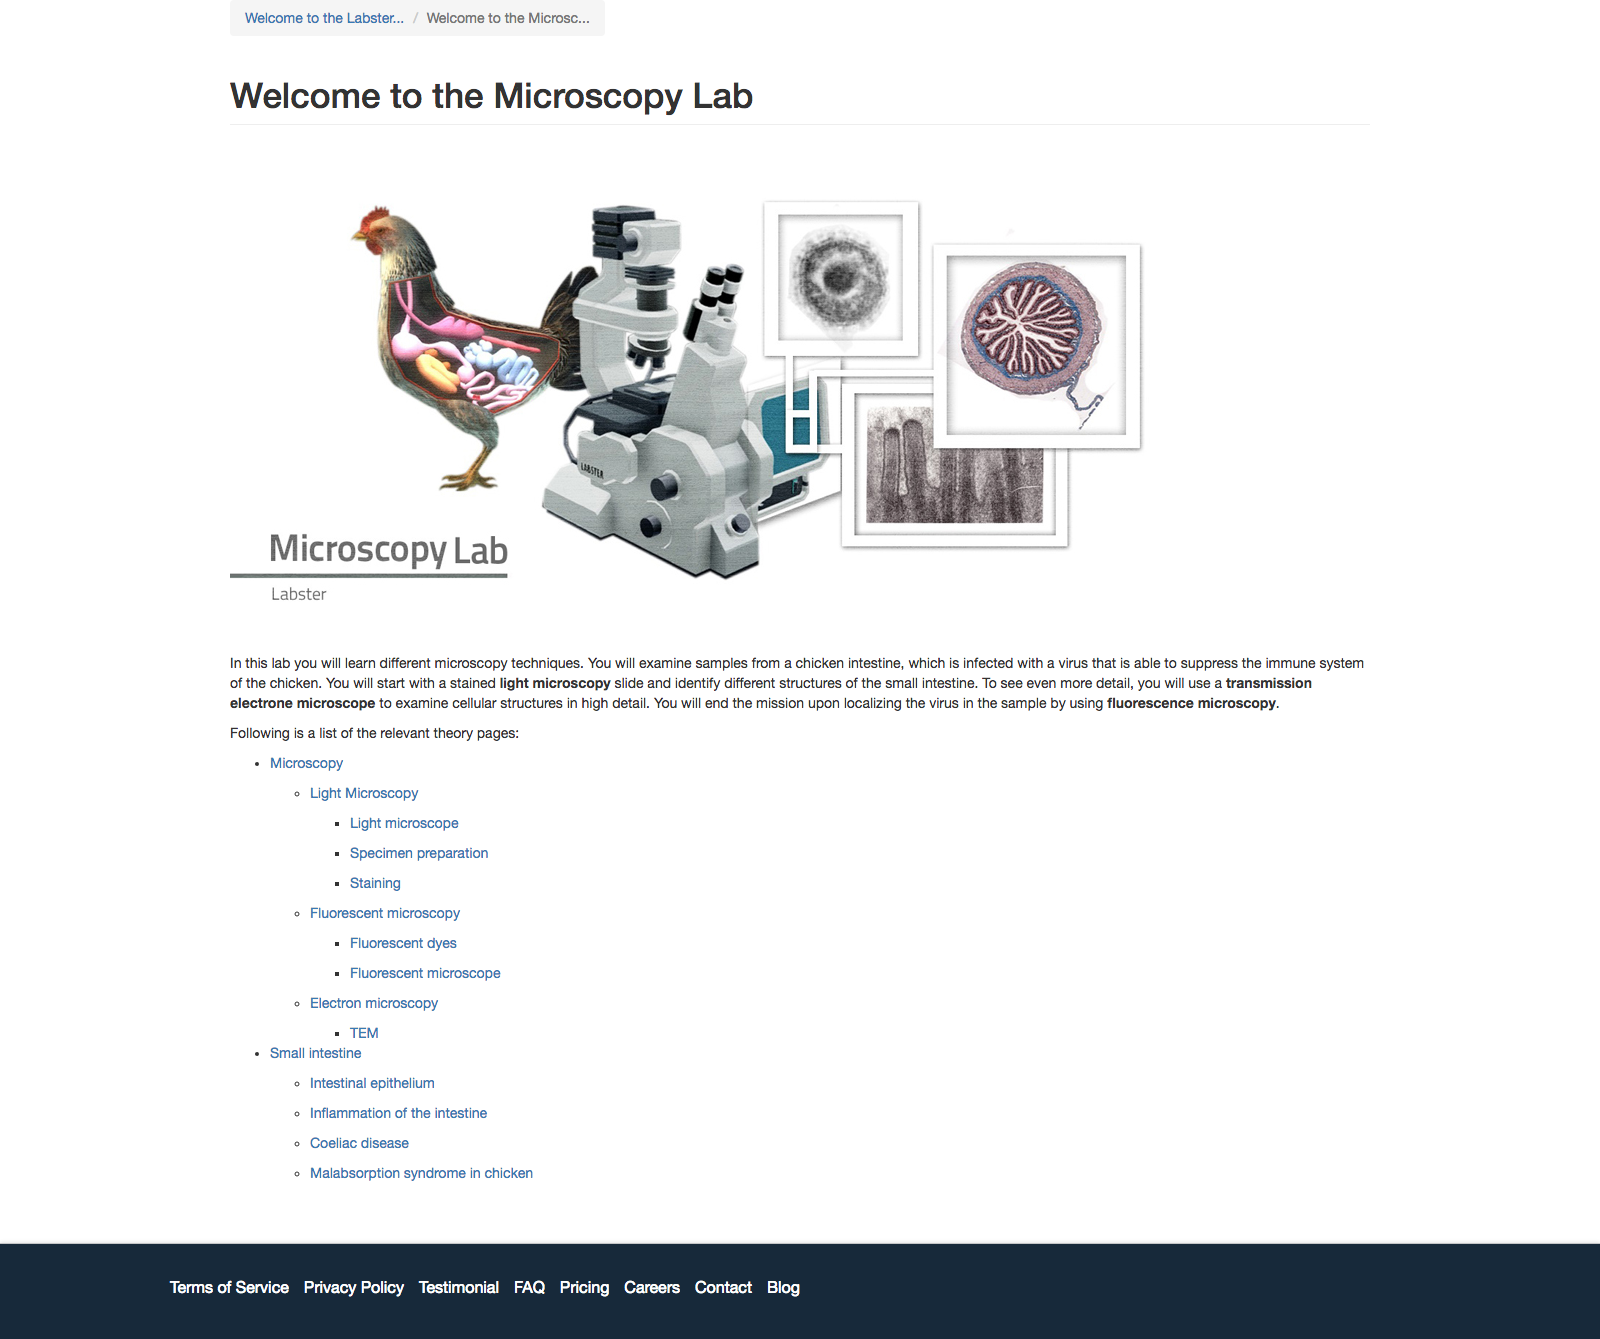 Welcome to the Labster... / Welcome to the Microsc...
Welcome to the Microscopy Lab
LABSTER
Microscopy Lab
Labster
In this lab you will learn different microscopy techniques. You will examine samples from a chicken intestine, which is infected with a virus that is able to suppress the immune system
of the chicken. You will start with a stained light microscopy slide and identify different structures of the small intestine. To see even more detail, you will use a transmission
electrone microscope to examine cellular structures in high detail. You will end the mission upon localizing the virus in the sample by using fluorescence microscopy.
Following is a list of the relevant theory pages:
Microscopy
Light Microscopy
Light microscope
Specimen preparation
Staining
Fluorescent microscopy
Fluorescent dyes
Fluorescent microscope
Electron microscopy
TEM
Small intestine
Intestinal epithelium
Inflammation of the intestine
Coeliac disease
Malabsorption syndrome in chicken
Terms of Service Privacy Policy Testimonial FAQ Pricing Careers Contact Blog